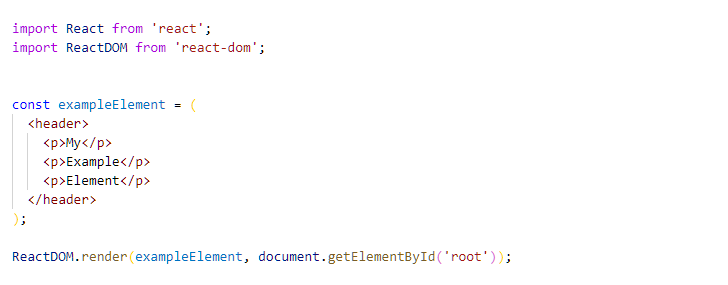 import React from 'react';
import ReactDOM from 'react-dom';
const exampleElement = (
<header>
<p>My</p>
<p>Example</p>
<p>Element</p>
</header>
);
ReactDOM.render(exampleElement, document.getElementById('root'));